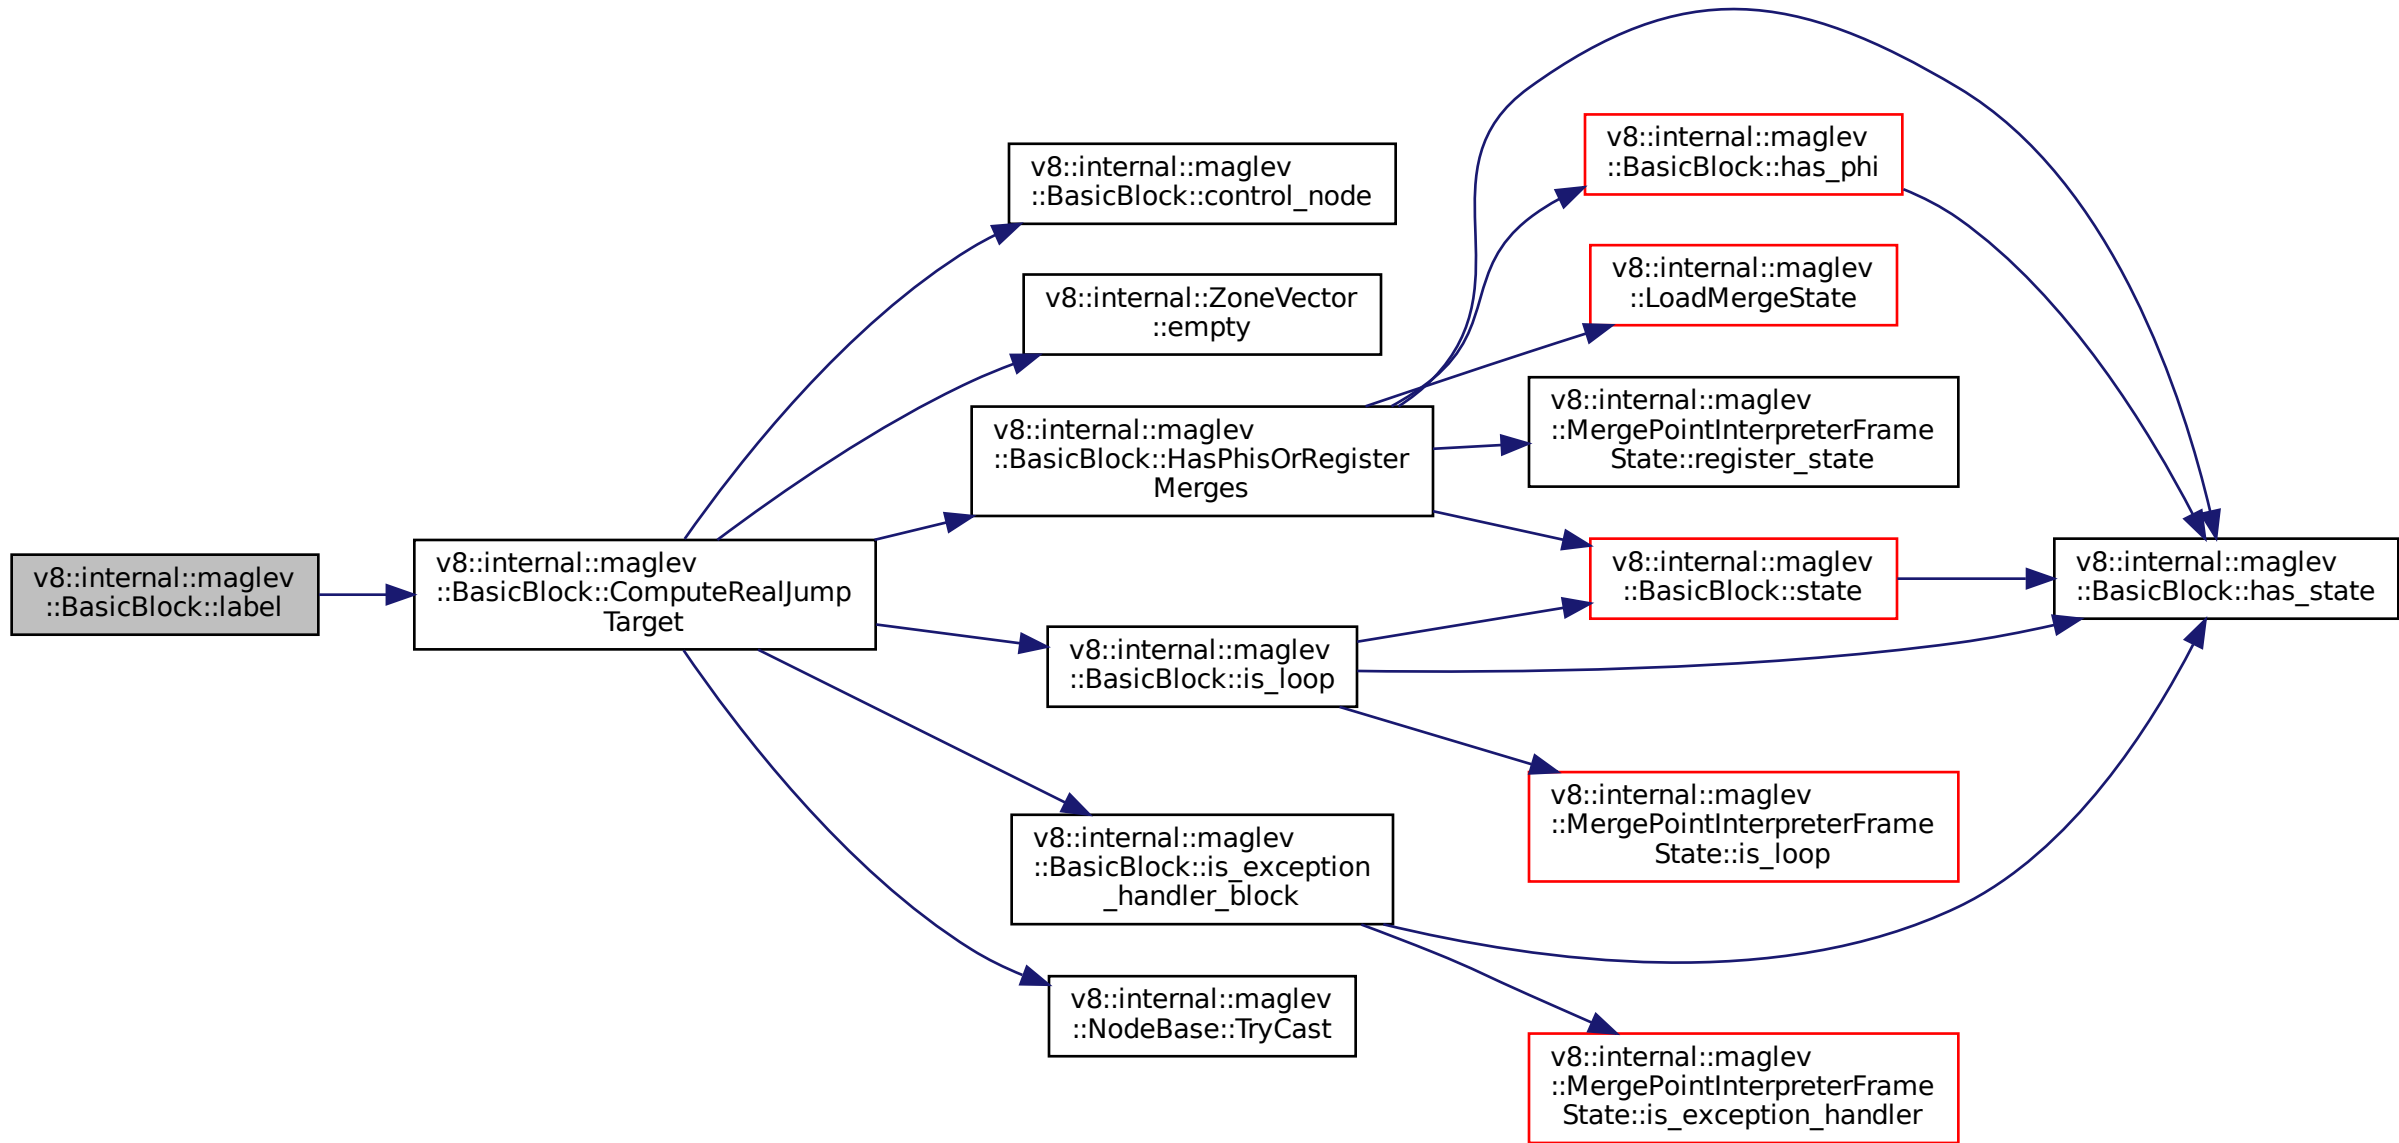 v8::internal::maglev
::BasicBlock::label
v8::internal::maglev
::BasicBlock::ComputeRealJump
Target
v8::internal::maglev
::BasicBlock::control_node
v8::internal::ZoneVector
::empty
v8::internal::maglev
::BasicBlock::HasPhisOrRegister
Merges
v8::internal::maglev
::BasicBlock::is_loop
v8::internal::maglev
::BasicBlock::is_exception
_handler_block
v8::internal::maglev
::NodeBase::TryCast
v8::internal::maglev
::BasicBlock::has_phi
v8::internal::maglev
::LoadMergeState
v8::internal::maglev
::MergePointInterpreterFrame
State::register_state
v8::internal::maglev
::BasicBlock::state
v8::internal::maglev
::MergePointInterpreterFrame
State::is_loop
v8::internal::maglev
::MergePointInterpreterFrame
State::is_exception_handler
v8::internal::maglev
::BasicBlock::has_state